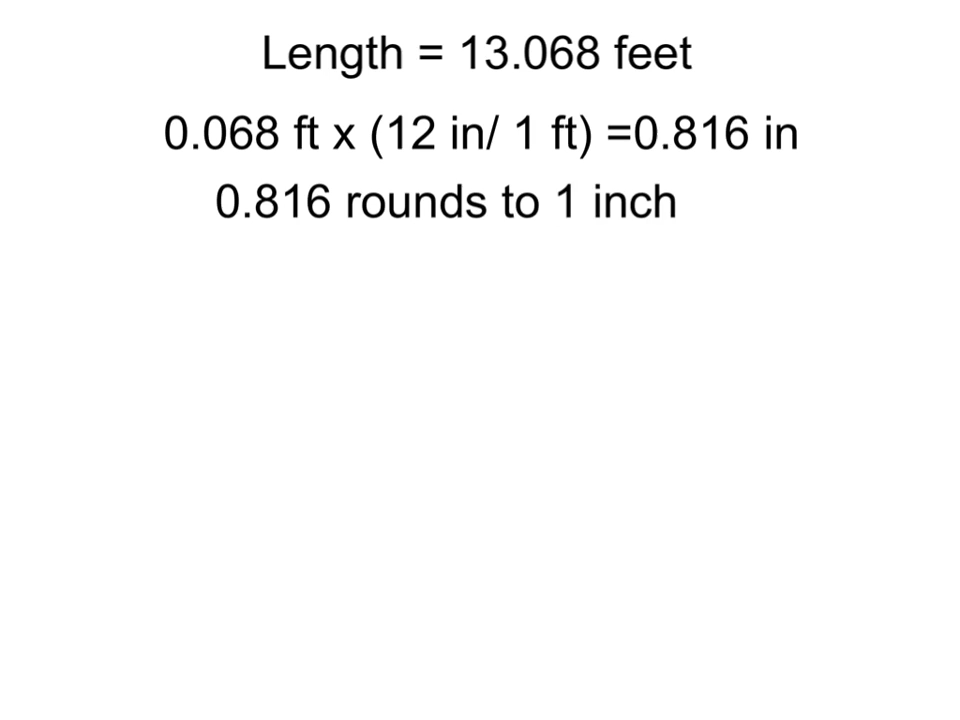 Length = 13.068 feet
0.068 ft x (12 in/ 1 ft) =0.816 in
0.816 rounds to 1 inch